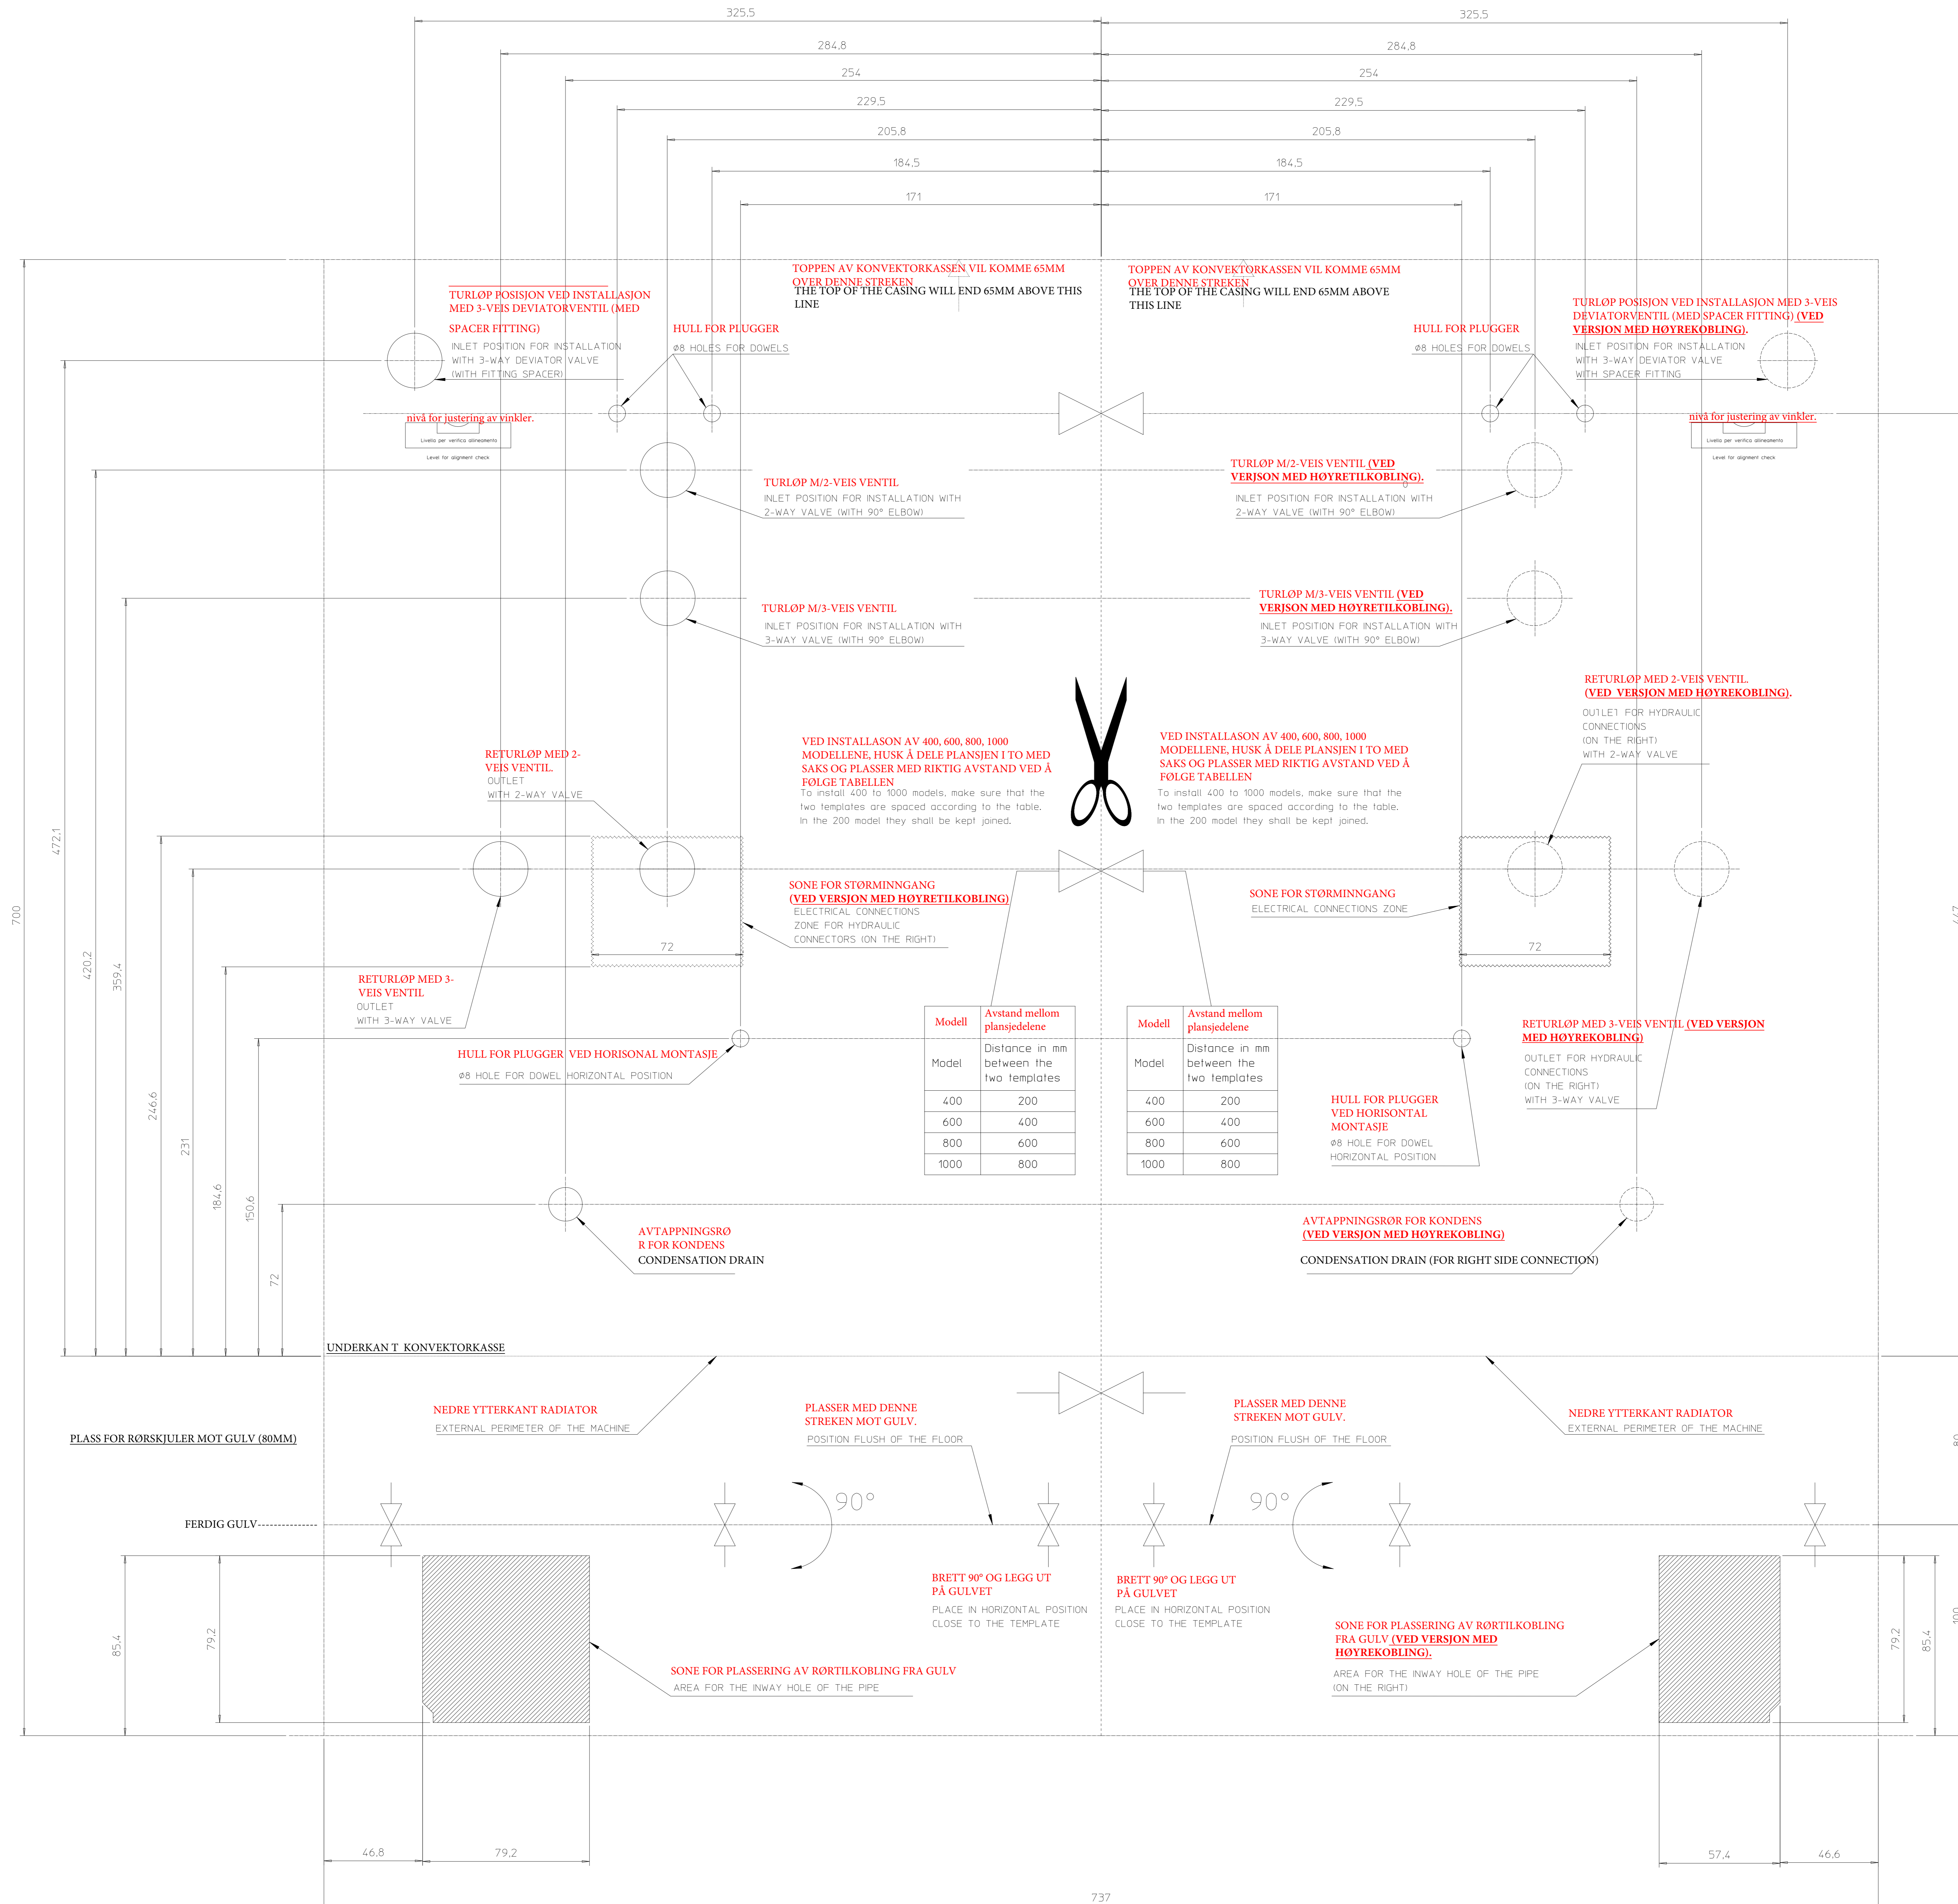 325,5
325,5
284,8
284,8
254
254
229,5
229,5
205,8
205,8
184,5
184,5
171
171
TOPPEN AV KONVEKTORKASSEN VIL KOMME 65MM
OVER DENNE STREKEN
THE TOP OF THE CASING WILL END 65MM ABOVE THIS
LINE
TOPPEN AV KONVEKTORKASSEN VIL KOMME 65MM
OVER DENNE STREKEN
THE TOP OF THE CASING WILL END 65MM ABOVE
THIS LINE
TURLØP POSISJON VED INSTALLASJON
MED 3-VEIS DEVIATORVENTIL (MED
SPACER FITTING)
INLET POSITION FOR INSTALLATION
WITH 3-WAY DEVIATOR VALVE
(WITH FITTING SPACER)
HULL FOR PLUGGER
Ø8 HOLES FOR DOWELS
HULL FOR PLUGGER
Ø8 HOLES FOR DOWELS
TURLØP POSISJON VED INSTALLASJON MED 3-VEIS
DEVIATORVENTIL (MED SPACER FITTING) (VED
VERSJON MED HØYREKOBLING).
INLET POSITION FOR INSTALLATION
WITH 3-WAY DEVIATOR VALVE
WITH SPACER FITTING
nivå for justering av vinkler.
Livella per verifica allineamento
Level for alignment check
nivå for justering av vinkler.
Livella per verifica allineamento
Level for alignment check
TURLØP M/2-VEIS VENTIL
INLET POSITION FOR INSTALLATION WITH
2-WAY VALVE (WITH 90° ELBOW)
TURLØP M/2-VEIS VENTIL (VED
VERJSON MED HØYRETILKOBLING).
0
INLET POSITION FOR INSTALLATION WITH
2-WAY VALVE (WITH 90° ELBOW)
TURLØP M/3-VEIS VENTIL
INLET POSITION FOR INSTALLATION WITH
3-WAY VALVE (WITH 90° ELBOW)
TURLØP M/3-VEIS VENTIL (VED
VERJSON MED HØYRETILKOBLING).
INLET POSITION FOR INSTALLATION WITH
3-WAY VALVE (WITH 90° ELBOW)
RETURLØP MED 2-VEIS VENTIL.
(VED VERSJON MED HØYREKOBLING).
OUTLET FOR HYDRAULIC
CONNECTIONS
(ON THE RIGHT)
WITH 2-WAY VALVE
RETURLØP MED 2-
VEIS VENTIL.
OUTLET
WITH 2-WAY VALVE
VED INSTALLASON AV 400, 600, 800, 1000
MODELLENE, HUSK Å DELE PLANSJEN I TO MED
SAKS OG PLASSER MED RIKTIG AVSTAND VED Å
FØLGE TABELLEN
To install 400 to 1000 models, make sure that the
two templates are spaced according to the table.
In the 200 model they shall be kept joined.
VED INSTALLASON AV 400, 600, 800, 1000
MODELLENE, HUSK Å DELE PLANSJEN I TO MED
SAKS OG PLASSER MED RIKTIG AVSTAND VED Å
FØLGE TABELLEN
To install 400 to 1000 models, make sure that the
two templates are spaced according to the table.
In the 200 model they shall be kept joined.
700
472,1
420,2
359,4
246,6
231
184,6
150,6
72
SONE FOR STØRMINNGANG
(VED VERSJON MED HØYRETILKOBLING)
ELECTRICAL CONNECTIONS
ZONE FOR HYDRAULIC
CONNECTORS (ON THE RIGHT)
72
SONE FOR STØRMINNGANG
ELECTRICAL CONNECTIONS ZONE
72
RETURLØP MED 3-
VEIS VENTIL
OUTLET
WITH 3-WAY VALVE
Modell Avstand mellom
plansjedelene
Model Distance in mm
between the
two templates
400 200
600 400
800 600
1000 800
Modell Avstand mellom
plansjedelene
Model Distance in mm
between the
two templates
400 200
600 400
800 600
1000 800
RETURLØP MED 3-VEIS VENTIL (VED VERSJON
MED HØYREKOBLING)
OUTLET FOR HYDRAULIC
CONNECTIONS
(ON THE RIGHT)
WITH 3-WAY VALVE
HULL FOR PLUGGER VED HORISONAL MONTASJE
Ø8 HOLE FOR DOWEL HORIZONTAL POSITION
HULL FOR PLUGGER
VED HORISONTAL
MONTASJE
Ø8 HOLE FOR DOWEL
HORIZONTAL POSITION
AVTAPPNINGSRØ
R FOR KONDENS
CONDENSATION DRAIN
AVTAPPNINGSRØR FOR KONDENS
(VED VERSJON MED HØYREKOBLING)
CONDENSATION DRAIN (FOR RIGHT SIDE CONNECTION)
UNDERKAN T KONVEKTORKASSE
NEDRE YTTERKANT RADIATOR
EXTERNAL PERIMETER OF THE MACHINE
PLASSER MED DENNE
STREKEN MOT GULV.
POSITION FLUSH OF THE FLOOR
PLASSER MED DENNE
STREKEN MOT GULV.
POSITION FLUSH OF THE FLOOR
NEDRE YTTERKANT RADIATOR
EXTERNAL PERIMETER OF THE MACHINE
PLASS FOR RØRSKJULER MOT GULV (80MM)
90°
90°
FERDIG GULV-------------
BRETT 90° OG LEGG UT
PÅ GULVET
PLACE IN HORIZONTAL POSITION
CLOSE TO THE TEMPLATE
BRETT 90° OG LEGG UT
PÅ GULVET
PLACE IN HORIZONTAL POSITION
CLOSE TO THE TEMPLATE
85,4
79,2
SONE FOR PLASSERING AV RØRTILKOBLING FRA GULV
AREA FOR THE INWAY HOLE OF THE PIPE
SONE FOR PLASSERING AV RØRTILKOBLING
FRA GULV (VED VERSJON MED
HØYREKOBLING).
AREA FOR THE INWAY HOLE OF THE PIPE
(ON THE RIGHT)
79,2
85,4
46,8
79,2
57,4
46,6
737